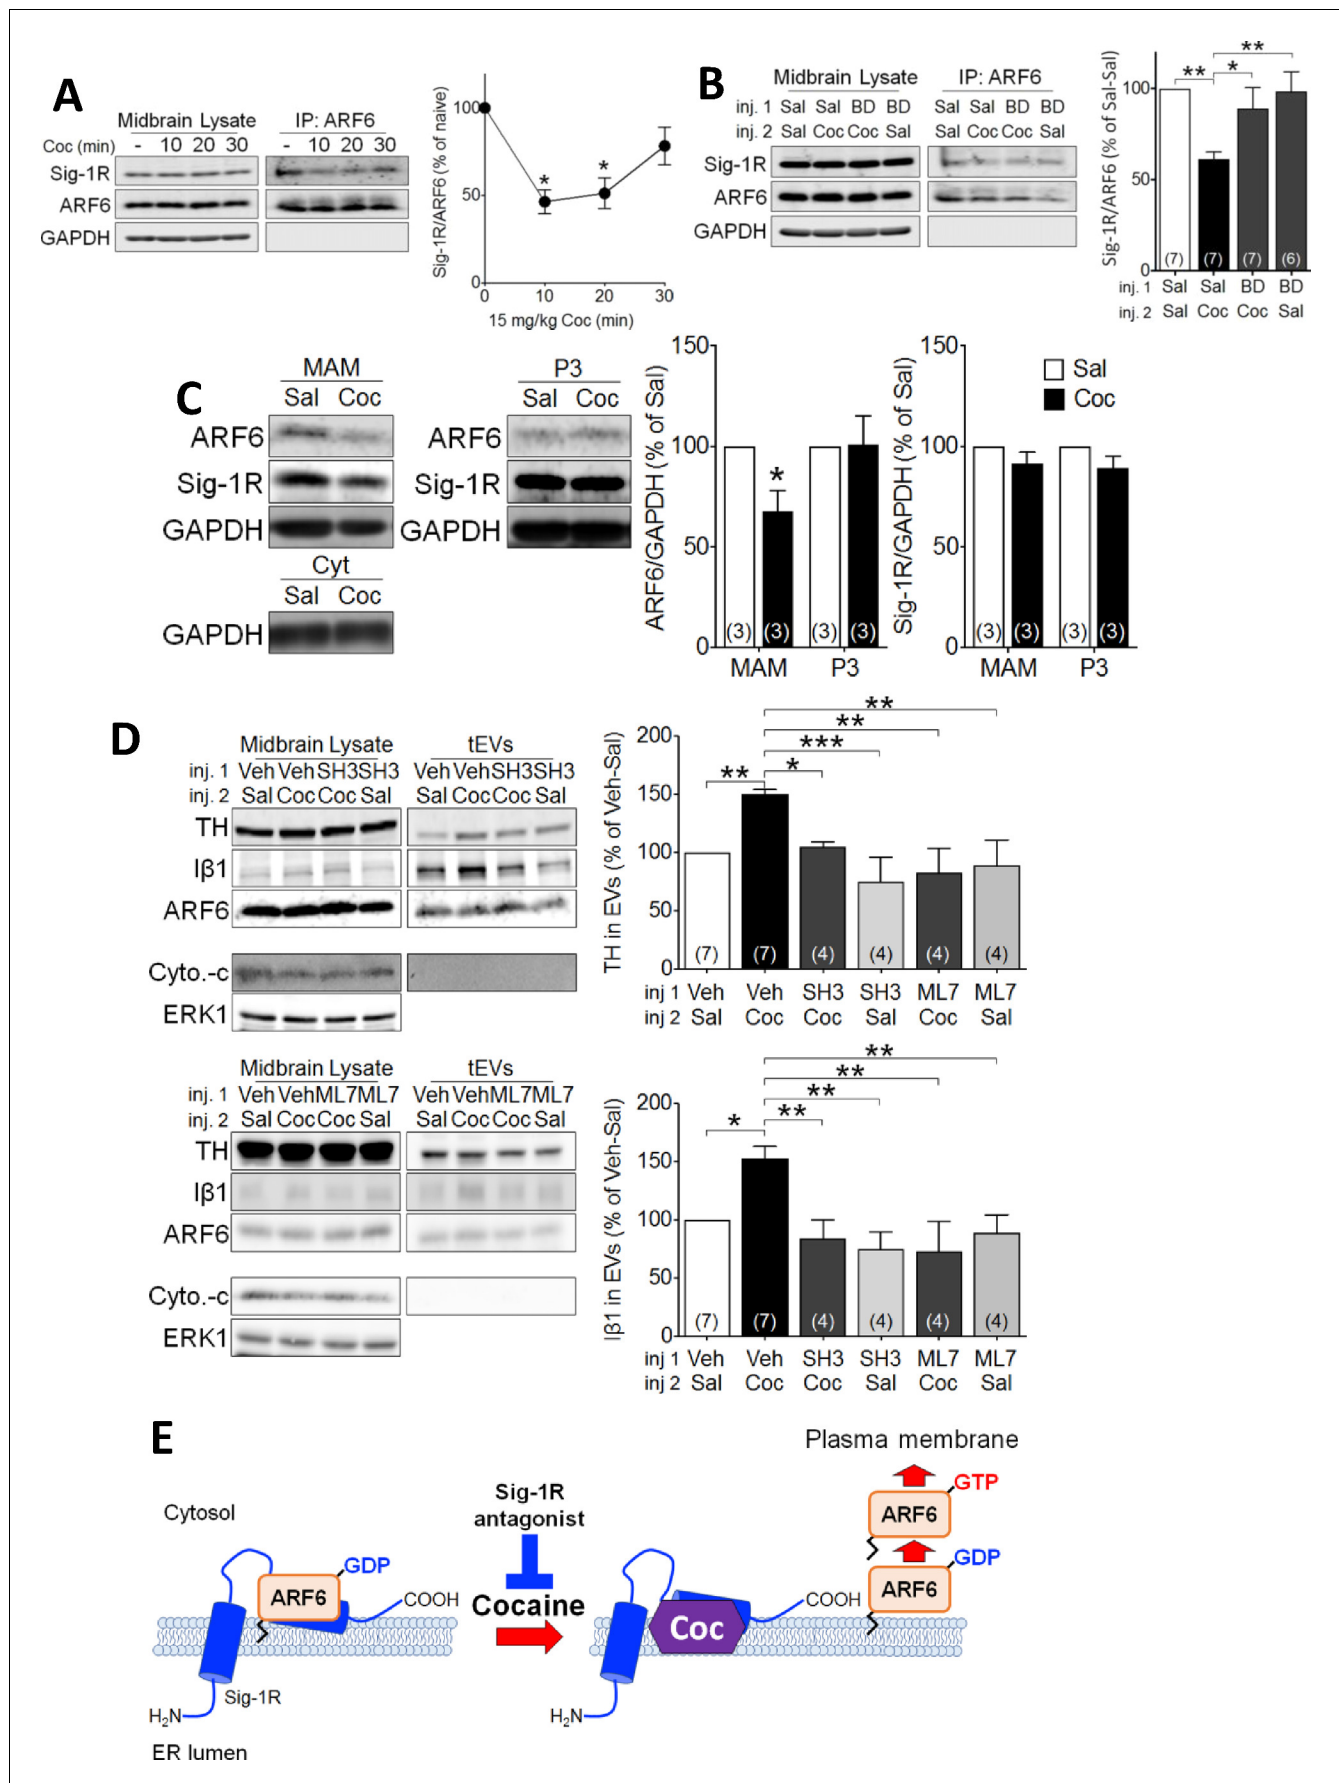 A
Midbrain Lysate IP: ARF6
Coc (min) - 10 20 30 - 10 20 30
Sig-1R
ARF6
GAPDH
Sig-1R/ARF6 (% of naive)
100
50
0
0 10 20 30
15 mg/kg Coc (min)
* *
B
Midbrain Lysate IP: ARF6
inj. 1 Sal Sal BD BD Sal Sal BD BD
inj. 2 Sal Coc Coc Sal Sal Coc Coc Sal
Sig-1R
ARF6
GAPDH
Sig-1R/ARF6 (% of Sal-Sal)
100
50
0
**
** *
(7) (7) (7) (6)
inj. 1 Sal Sal BD BD
inj. 2 Sal Coc Coc Sal
C
MAM P3
Sal Coc Sal Coc
ARF6 ARF6
Sig-1R Sig-1R
GAPDH GAPDH
Cyt
Sal Coc
GAPDH
ARF6/GAPDH (% of Sal)
150
100
50
0
*
(3) (3) (3) (3)
MAM P3
Sig-1R/GAPDH (% of Sal)
150
100
50
0
Sal
Coc
(3) (3) (3) (3)
MAM P3
D
Midbrain Lysate tEVs
inj. 1 Veh Veh SH3 SH3 Veh Veh SH3 SH3
inj. 2 Sal Coc Coc Sal Sal Coc Coc Sal
TH
Iβ1
ARF6
Cyto.-c
ERK1
TH in EVs (% of Veh-Sal)
200
150
100
50
0
**
**
***
** *
(7) (7) (4) (4) (4) (4)
inj 1 Veh Veh SH3 SH3 ML7 ML7
inj 2 Sal Coc Coc Sal Coc Sal
Midbrain Lysate tEVs
inj. 1 Veh Veh ML7 ML7 Veh Veh ML7 ML7
inj. 2 Sal Coc Coc Sal Sal Coc Coc Sal
TH
Iβ1
ARF6
Cyto.-c
ERK1
Iβ1 in EVs (% of Veh-Sal)
200
150
100
50
0
**
**
**
* **
(7) (7) (4) (4) (4) (4)
inj 1 Veh Veh SH3 SH3 ML7 ML7
inj 2 Sal Coc Coc Sal Coc Sal
E
Plasma membrane
Cytosol
Sig-1R
antagonist
GTP
ARF6
GDP
ARF6
GDP
ARF6
COOH
Cocaine
COOH
Coc
Sig-1R
H2N
H2N
ER lumen